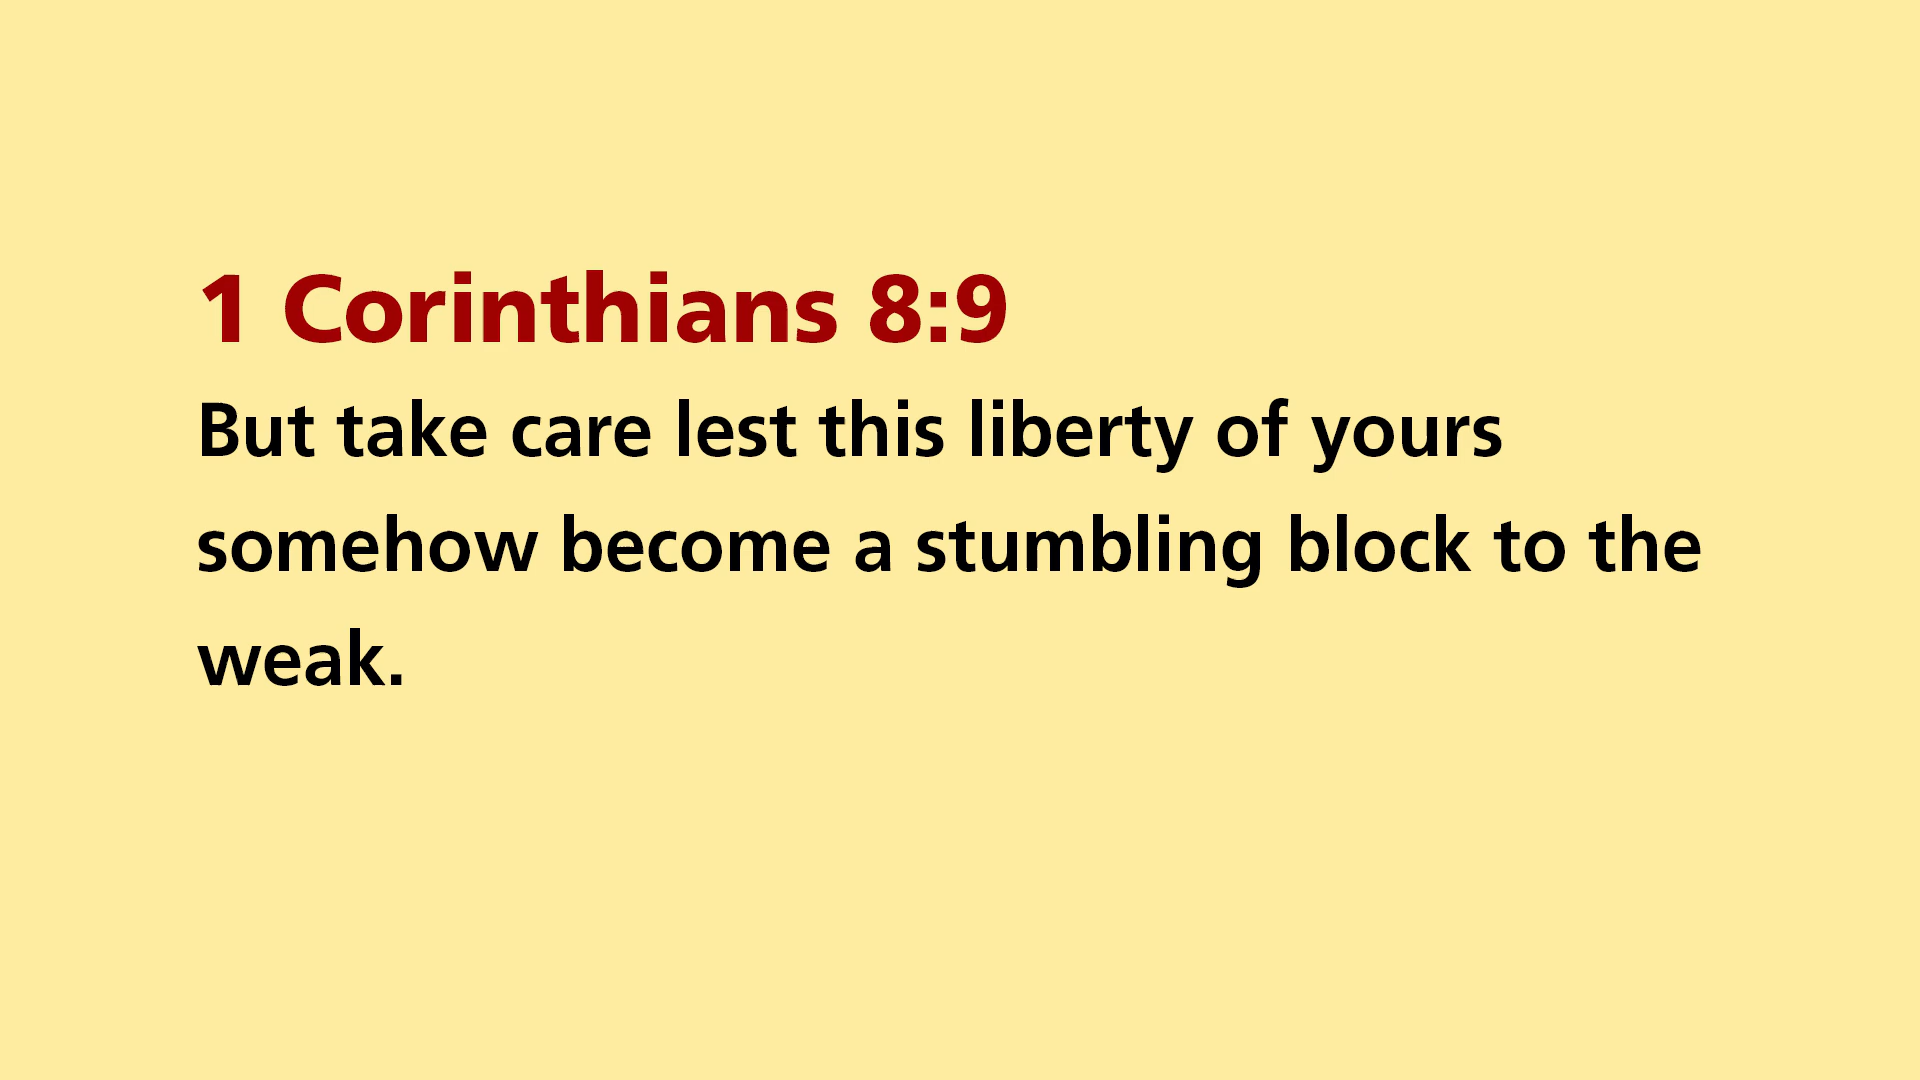 1 Corinthians 8:9
But take care lest this liberty of yours
somehow become a stumbling block to the
weak.